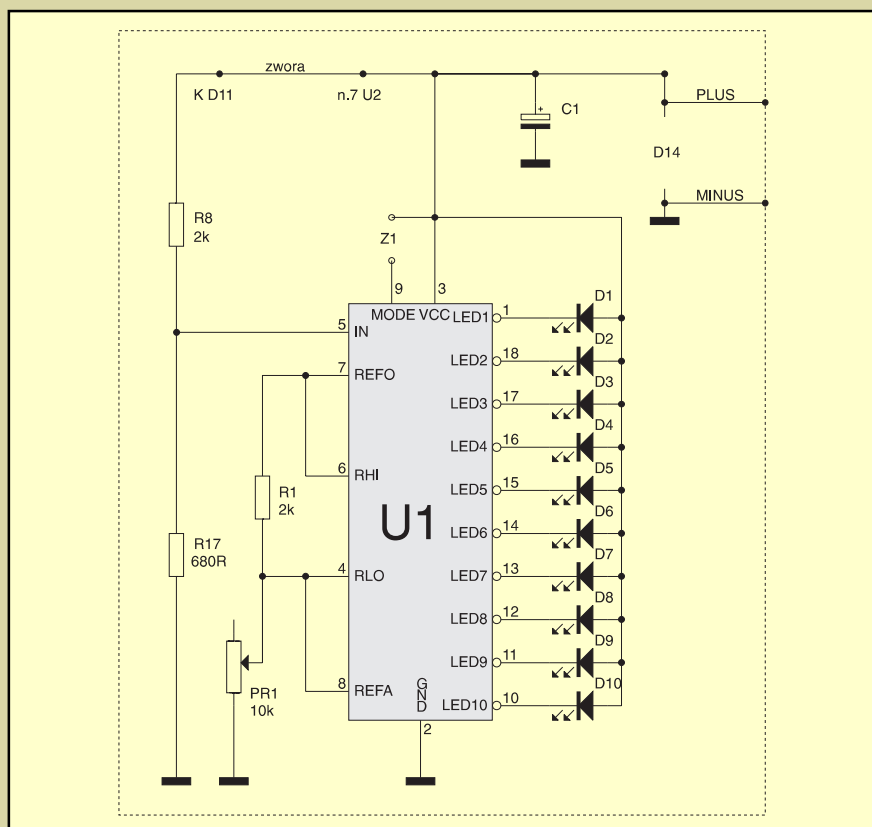 zwora
K D11
n.7 U2
+
C1
PLUS
D14
MINUS
R8
2k
Z1
9
3
MODE VCC
5
IN
7
REFO
6
RHI
R1
2k
U1
R17
680R
4
RLO
PR1
10k
8
REFA
GND
2
LED1
1
D1
LED2
18
D2
LED3
17
D3
LED4
16
D4
LED5
15
D5
LED6
14
D6
LED7
13
D7
LED8
12
D8
LED9
11
D9
LED10
10
D10